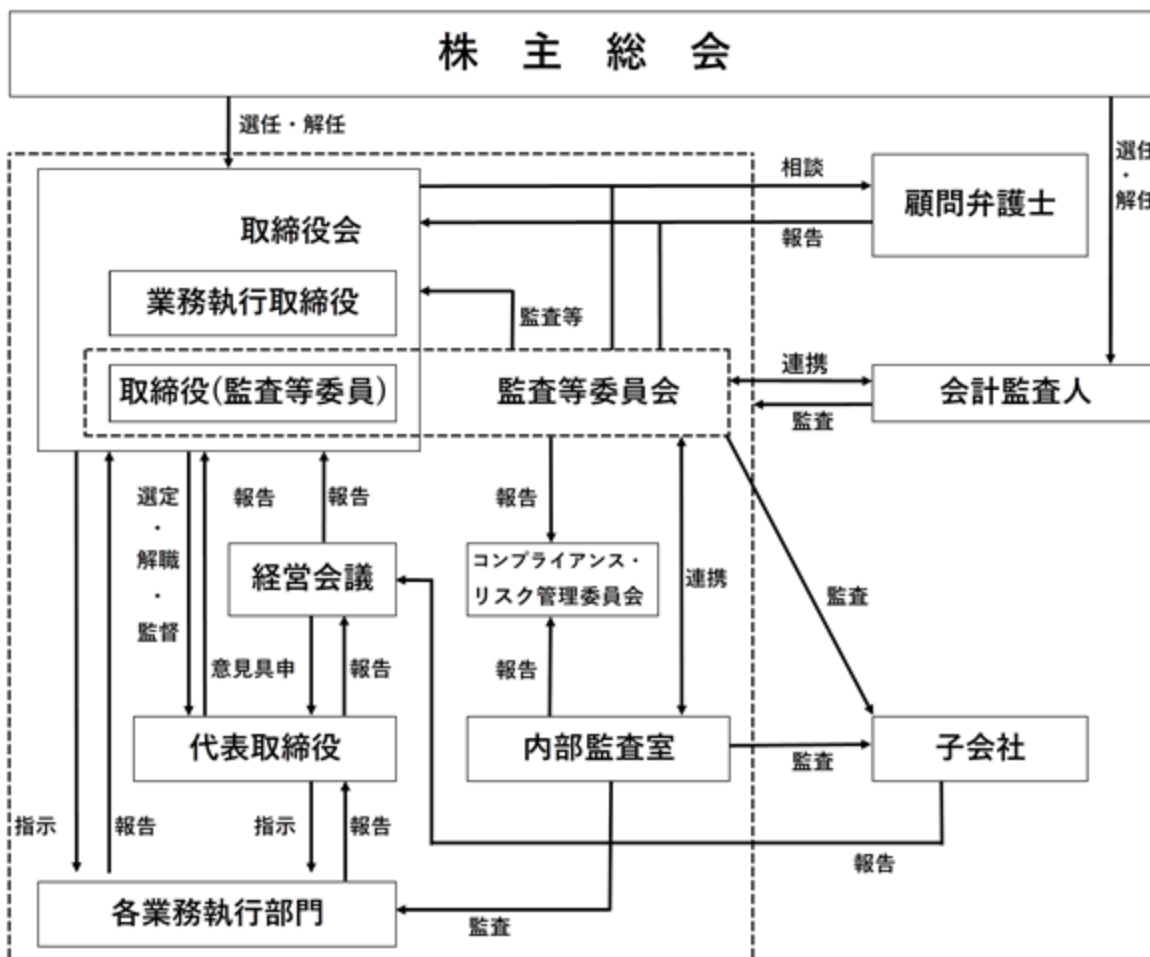 株　主　総　会
選任・解任
選任
・
解任
相談
顧問弁護士
取締役会
報告
業務執行取締役
監査等
取締役(監査等委員)
監査等委員会
連携
会計監査人
監査
選定
・
解職
・
監督
報告
報告
報告
経営会議
コンプライアンス・
リスク管理委員会
連携
監査
意見具申
報告
報告
代表取締役
内部監査室
監査
子会社
指示
報告
指示
報告
報告
各業務執行部門
監査